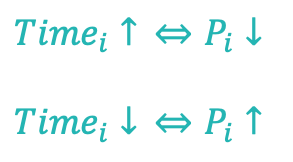 Timeᵢ ↑ ⇔ Pᵢ ↓
Timeᵢ ↓ ⇔ Pᵢ ↑